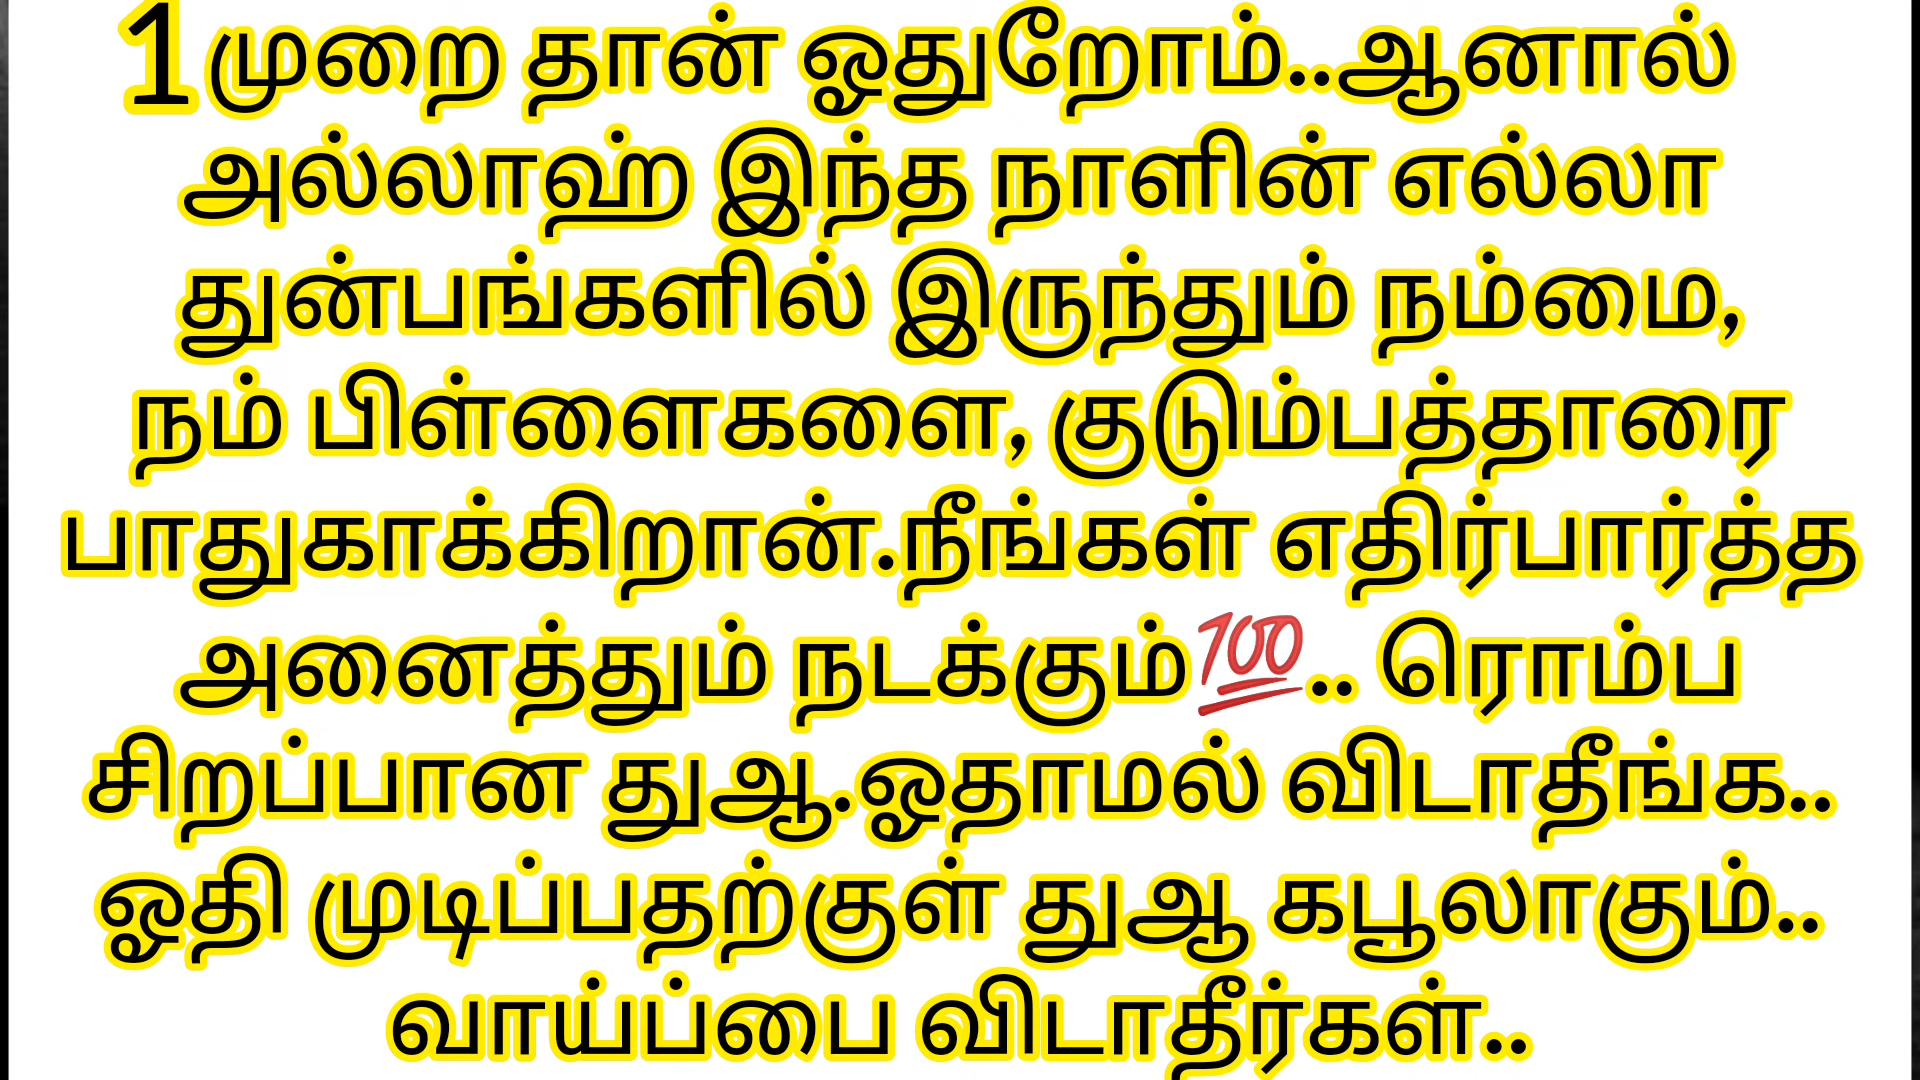 1முறை தான் ஓதுறோம்..ஆனால்
அல்லாஹ் இந்த நாளின் எல்லா
துன்பங்களில் இருந்தும் நம்மை,
நம் பிள்ளைகளை, குடும்பத்தாரை
பாதுகாக்கிறான்.நீங்கள் எதிர்பார்த்த
அனைத்தும் நடக்கும்💯.. ரொம்ப
சிறப்பான துஆ.ஓதாமல் விடாதீங்க..
ஓதி முடிப்பதற்குள் துஆ கபூலாகும்..
வாய்ப்பை விடாதீர்கள்..